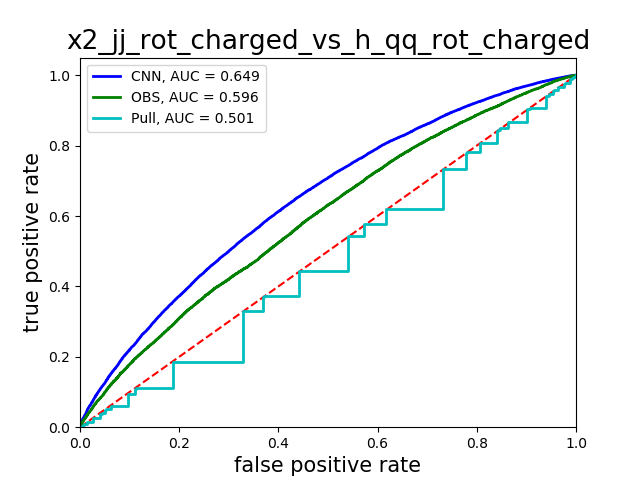 x2_jj_rot_charged_vs_h_qq_rot_charged
CNN, AUC = 0.649
OBS, AUC = 0.596
Pull, AUC = 0.501
true positive rate
1.0
0.8
0.6
0.4
0.2
0.0
0.0 0.2 0.4 0.6 0.8 1.0
false positive rate